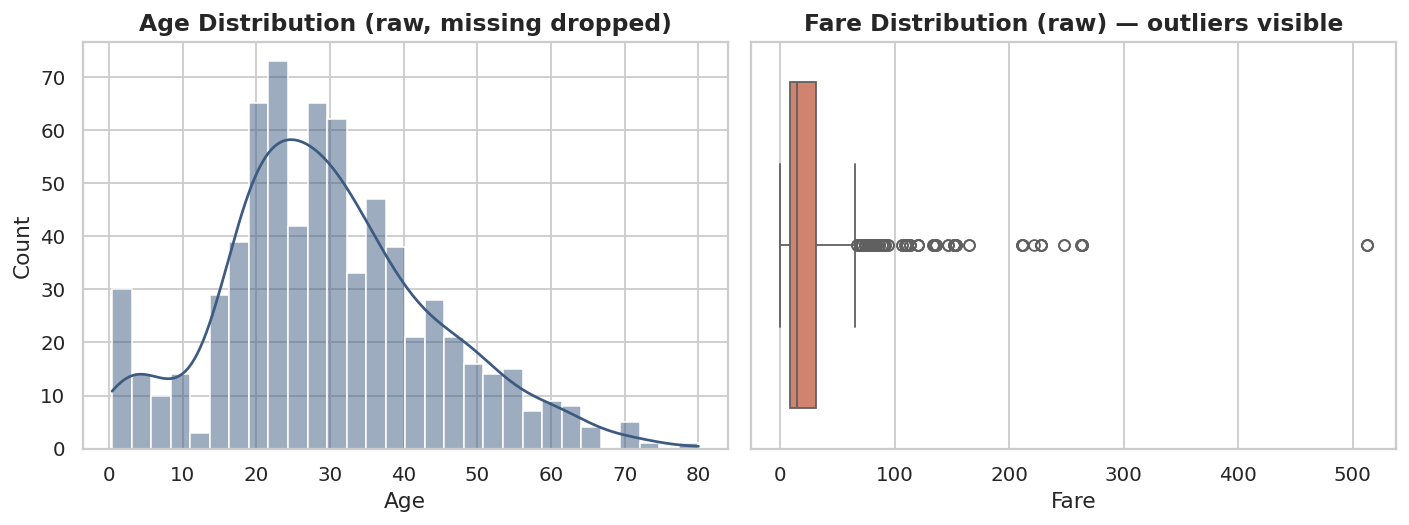 Age Distribution (raw, missing dropped)
Count
70
60
50
40
30
20
10
0
0 10 20 30 40 50 60 70 80
Age
Fare Distribution (raw) — outliers visible
0 100 200 300 400 500
Fare